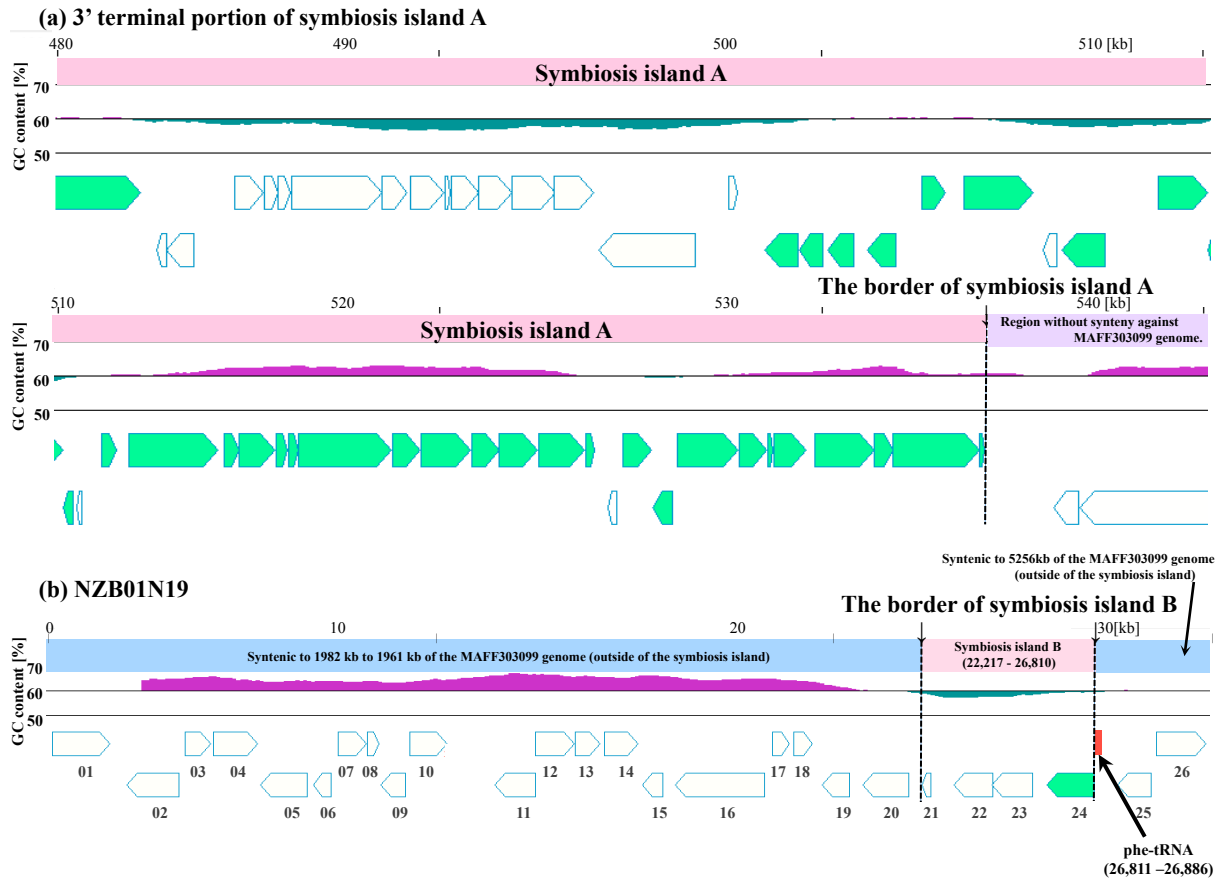 (a) 3’ terminal portion of symbiosis island A
480 490 500 510 [kb]
Symbiosis island A
GC content [%]
70
60
50
The border of symbiosis island A
510 520 530 540 [kb]
Symbiosis island A
Region without synteny against
MAFF303099 genome.
GC content [%]
70
60
50
Syntenic to 5256kb of the MAFF303099 genome
(outside of the symbiosis island)
(b) NZB01N19
The border of symbiosis island B
0 10 20 30[kb]
Syntenic to 1982 kb to 1961 kb of the MAFF303099 genome (outside of the symbiosis island)
Symbiosis island B
(22,217 - 26,810)
GC content [%]
70
60
50
01 03 04 07 08 10 12 13 14 17 18 26
02 05 06 09 11 15 16 19 20 21 22 23 24 25
phe-tRNA
(26,811 –26,886)